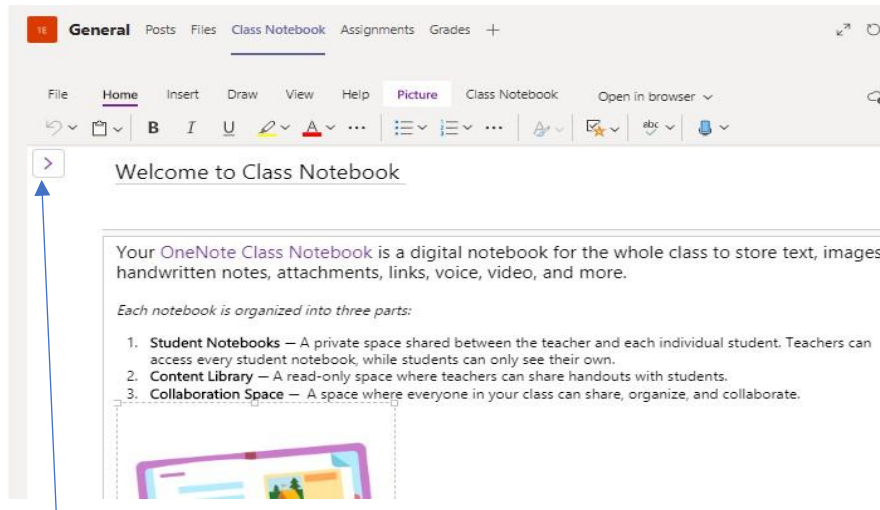 TE General Posts Files Class Notebook Assignments Grades +
File Home Insert Draw View Help Picture Class Notebook Open in browser
B I U A ... ... abc
Welcome to Class Notebook
Your OneNote Class Notebook is a digital notebook for the whole class to store text, images
handwritten notes, attachments, links, voice, video, and more.
Each notebook is organized into three parts:
1. Student Notebooks — A private space shared between the teacher and each individual student. Teachers can
access every student notebook, while students can only see their own.
2. Content Library — A read-only space where teachers can share handouts with students.
3. Collaboration Space — A space where everyone in your class can share, organize, and collaborate.